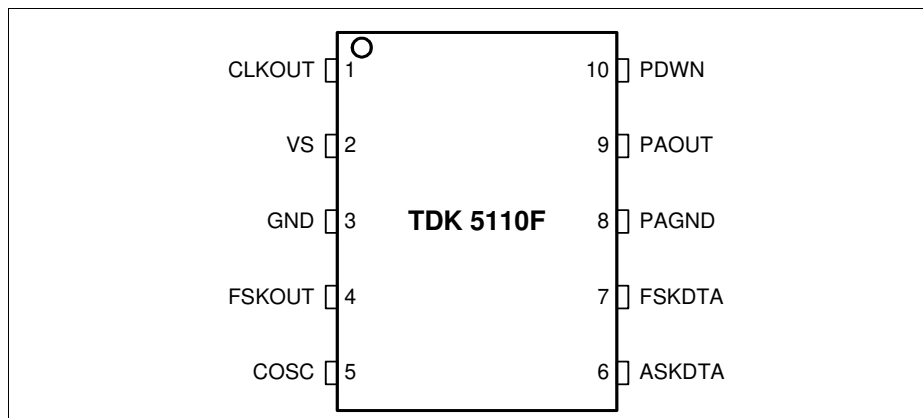 CLKOUT 1 10 PDWN
VS 2 9 PAOUT
GND 3 TDK 5110F 8 PAGND
FSKOUT 4 7 FSKDTA
COSC 5 6 ASKDTA